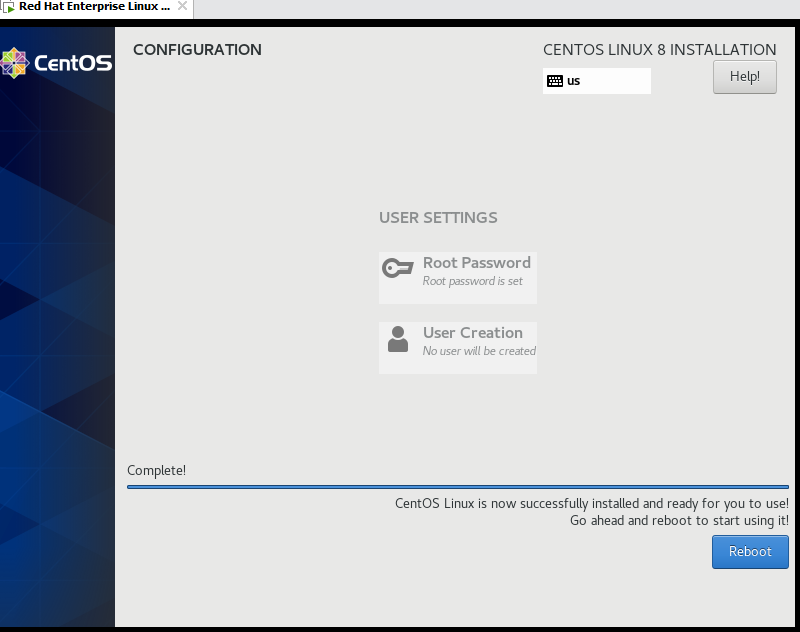 Red Hat Enterprise Linux ...
CentOS
CONFIGURATION
CENTOS LINUX 8 INSTALLATION
us
Help!
USER SETTINGS
Root Password
Root password is set
User Creation
No user will be created
Complete!
CentOS Linux is now successfully installed and ready for you to use!
Go ahead and reboot to start using it!
Reboot